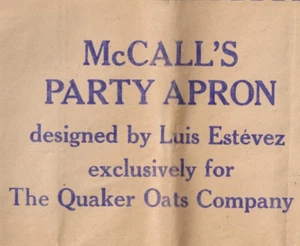 McCALL'S
PARTY APRON
designed by Luis Estévez
exclusively for
The Quaker Oats Company